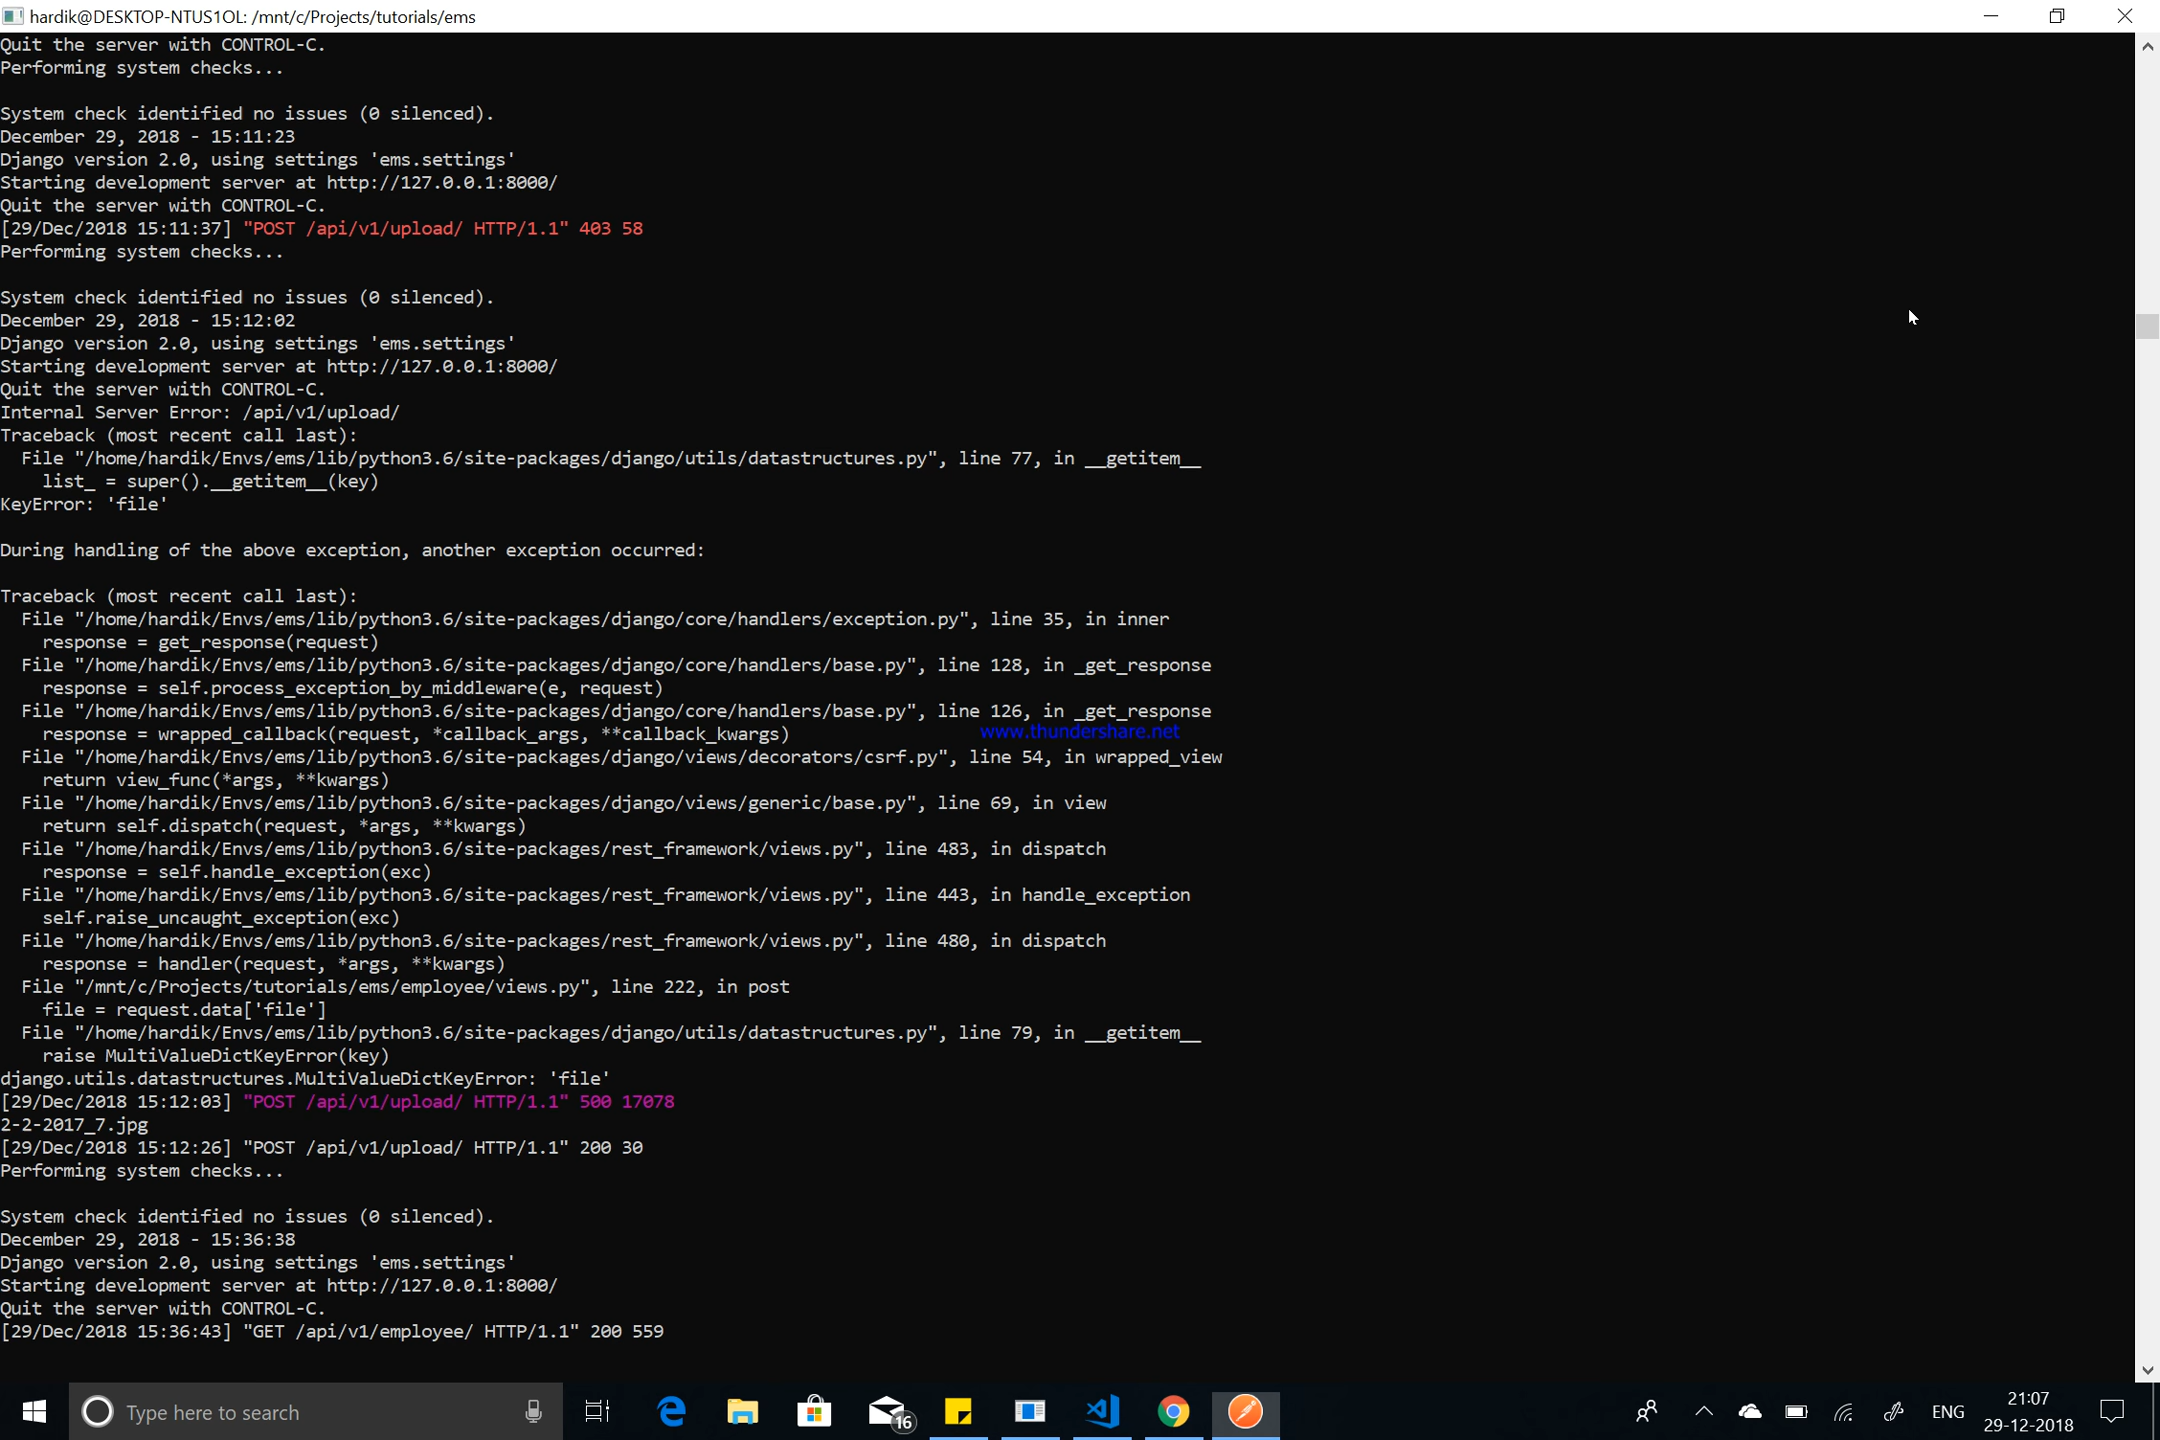 hardik@DESKTOP-NTUS1OL: /mnt/c/Projects/tutorials/ems
Quit the server with CONTROL-C.
Performing system checks...
System check identified no issues (0 silenced).
December 29, 2018 - 15:11:23
Django version 2.0, using settings 'ems.settings'
Starting development server at http://127.0.0.1:8000/
Quit the server with CONTROL-C.
[29/Dec/2018 15:11:37] "POST /api/v1/upload/ HTTP/1.1" 403 58
Performing system checks...
System check identified no issues (0 silenced).
December 29, 2018 - 15:12:02
Django version 2.0, using settings 'ems.settings'
Starting development server at http://127.0.0.1:8000/
Quit the server with CONTROL-C.
Internal Server Error: /api/v1/upload/
Traceback (most recent call last):
  File "/home/hardik/Envs/ems/lib/python3.6/site-packages/django/utils/datastructures.py", line 77, in __getitem__
    list_ = super().__getitem__(key)
KeyError: 'file'
During handling of the above exception, another exception occurred:
Traceback (most recent call last):
  File "/home/hardik/Envs/ems/lib/python3.6/site-packages/django/core/handlers/exception.py", line 35, in inner
    response = get_response(request)
  File "/home/hardik/Envs/ems/lib/python3.6/site-packages/django/core/handlers/base.py", line 128, in _get_response
    response = self.process_exception_by_middleware(e, request)
  File "/home/hardik/Envs/ems/lib/python3.6/site-packages/django/core/handlers/base.py", line 126, in _get_response
    response = wrapped_callback(request, *callback_args, **callback_kwargs)
www.thundershare.net
  File "/home/hardik/Envs/ems/lib/python3.6/site-packages/django/views/decorators/csrf.py", line 54, in wrapped_view
    return view_func(*args, **kwargs)
  File "/home/hardik/Envs/ems/lib/python3.6/site-packages/django/views/generic/base.py", line 69, in view
    return self.dispatch(request, *args, **kwargs)
  File "/home/hardik/Envs/ems/lib/python3.6/site-packages/rest_framework/views.py", line 483, in dispatch
    response = self.handle_exception(exc)
  File "/home/hardik/Envs/ems/lib/python3.6/site-packages/rest_framework/views.py", line 443, in handle_exception
    self.raise_uncaught_exception(exc)
  File "/home/hardik/Envs/ems/lib/python3.6/site-packages/rest_framework/views.py", line 480, in dispatch
    response = handler(request, *args, **kwargs)
  File "/mnt/c/Projects/tutorials/ems/employee/views.py", line 222, in post
    file = request.data['file']
  File "/home/hardik/Envs/ems/lib/python3.6/site-packages/django/utils/datastructures.py", line 79, in __getitem__
    raise MultiValueDictKeyError(key)
django.utils.datastructures.MultiValueDictKeyError: 'file'
[29/Dec/2018 15:12:03] "POST /api/v1/upload/ HTTP/1.1" 500 17078
2-2-2017_7.jpg
[29/Dec/2018 15:12:26] "POST /api/v1/upload/ HTTP/1.1" 200 30
Performing system checks...
System check identified no issues (0 silenced).
December 29, 2018 - 15:36:38
Django version 2.0, using settings 'ems.settings'
Starting development server at http://127.0.0.1:8000/
Quit the server with CONTROL-C.
[29/Dec/2018 15:36:43] "GET /api/v1/employee/ HTTP/1.1" 200 559
Type here to search
16
ENG
21:07
29-12-2018